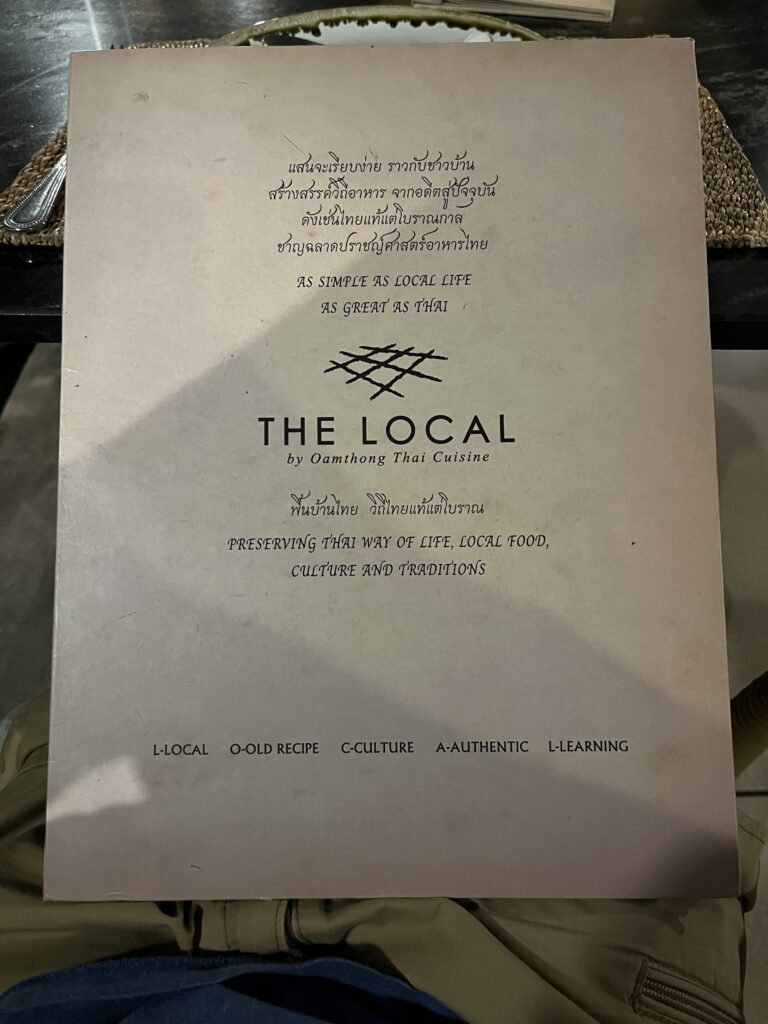 แสนจะเรียบง่าย ราวกับชาวบ้าน
สร้างสรรค์วิถีอาหาร จากอดีตสู่ปัจจุบัน
ดังเช่นไทยแท้แต่โบราณกาล
ชาญฉลาดปราชญ์ศาสตร์อาหารไทย
AS SIMPLE AS LOCAL LIFE
AS GREAT AS THAI
THE LOCAL
by Oamthong Thai Cuisine
พื้นบ้านไทย วิถีไทยแท้แต่โบราณ
PRESERVING THAI WAY OF LIFE, LOCAL FOOD,
CULTURE AND TRADITIONS
L-LOCAL O-OLD RECIPE C-CULTURE A-AUTHENTIC L-LEARNING